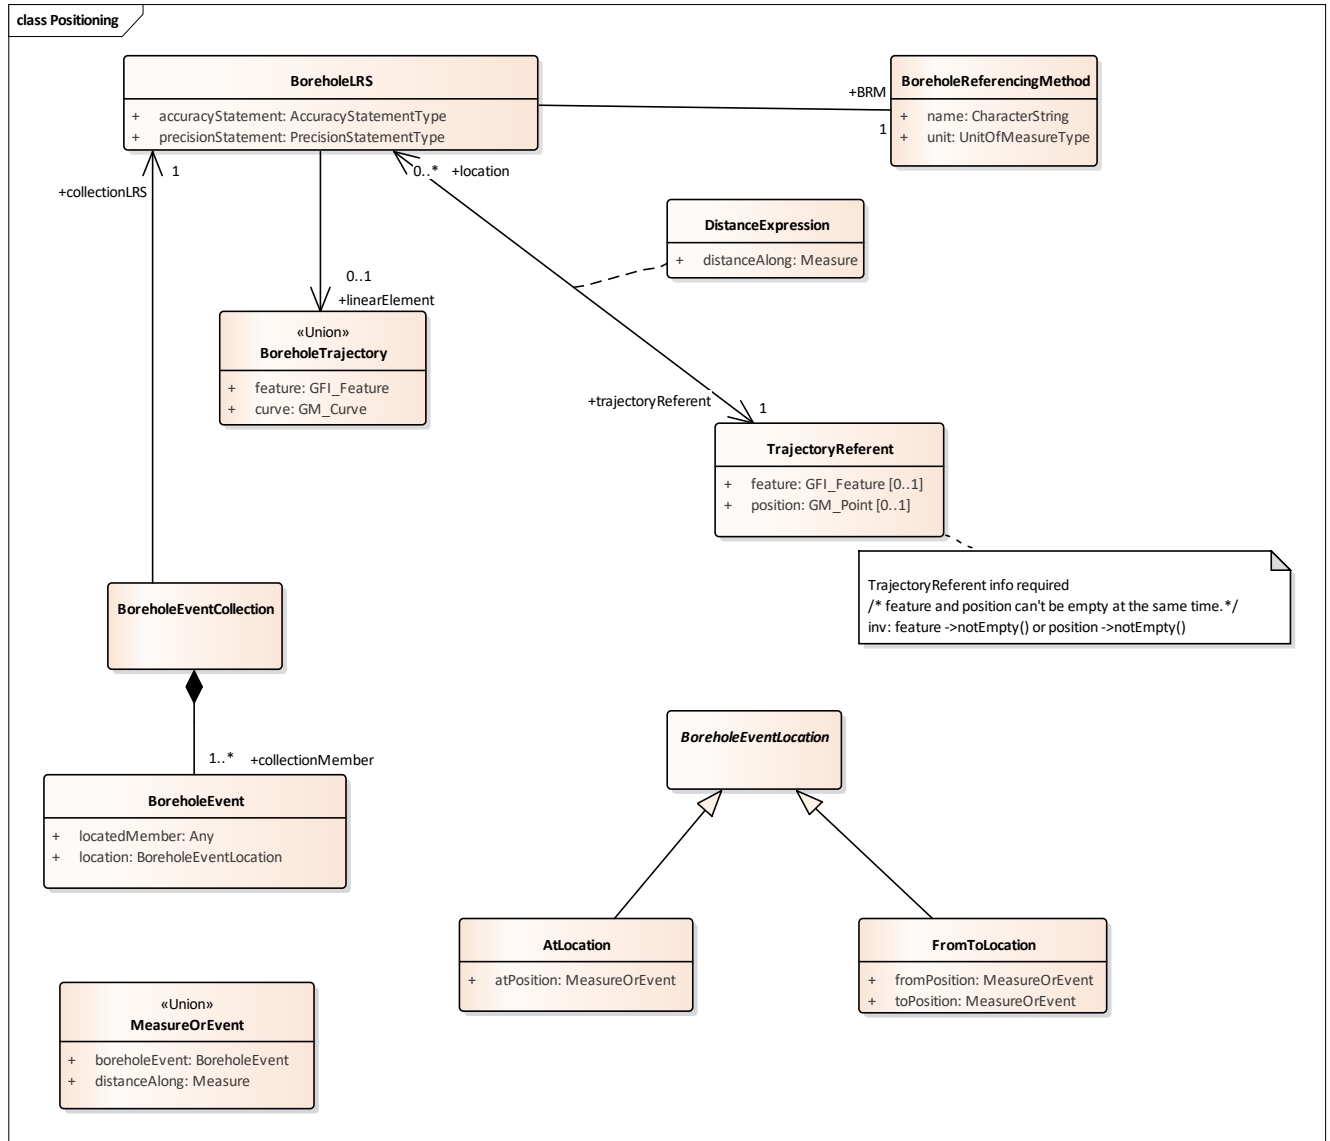 class Positioning
BoreholeLRS
+ accuracyStatement: AccuracyStatementType
+ precisionStatement: PrecisionStatementType
+BRM
1
BoreholeReferencingMethod
+ name: CharacterString
+ unit: UnitOfMeasureType
1
+collectionLRS
0..* +location
DistanceExpression
+ distanceAlong: Measure
0..1
+linearElement
«Union»
BoreholeTrajectory
+ feature: GFI_Feature
+ curve: GM_Curve
+trajectoryReferent
1
TrajectoryReferent
+ feature: GFI_Feature [0..1]
+ position: GM_Point [0..1]
TrajectoryReferent info required
/* feature and position can't be empty at the same time.*/
inv: feature ->notEmpty() or position ->notEmpty()
BoreholeEventCollection
1..* +collectionMember
BoreholeEvent
+ locatedMember: Any
+ location: BoreholeEventLocation
BoreholeEventLocation
AtLocation
+ atPosition: MeasureOrEvent
FromToLocation
+ fromPosition: MeasureOrEvent
+ toPosition: MeasureOrEvent
«Union»
MeasureOrEvent
+ boreholeEvent: BoreholeEvent
+ distanceAlong: Measure